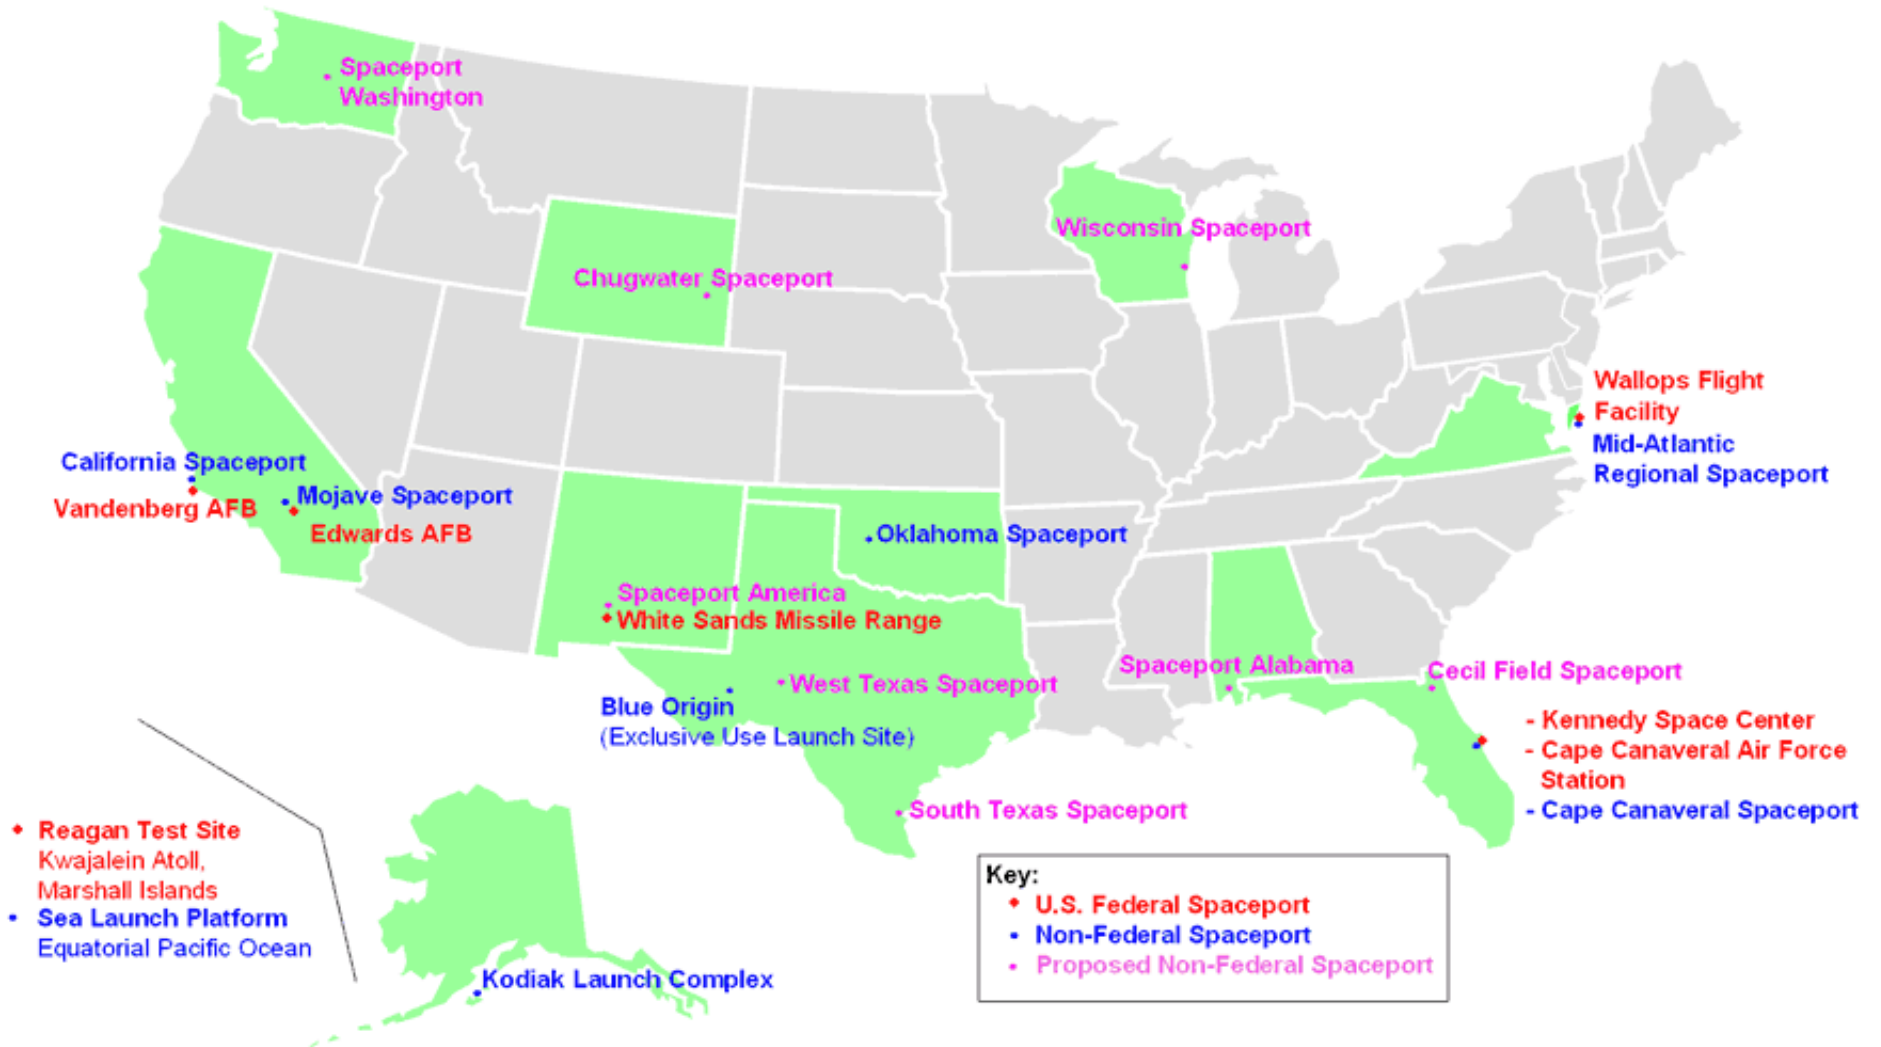 Spaceport
Washington
Wisconsin Spaceport
Chugwater Spaceport
Wallops Flight
Facility
Mid-Atlantic
Regional Spaceport
California Spaceport
Vandenberg AFB
Mojave Spaceport
Edwards AFB
Oklahoma Spaceport
Spaceport America
White Sands Missile Range
West Texas Spaceport
Blue Origin
(Exclusive Use Launch Site)
Spaceport Alabama
Cecil Field Spaceport
- Kennedy Space Center
- Cape Canaveral Air Force
Station
- Cape Canaveral Spaceport
South Texas Spaceport
Reagan Test Site
Kwajalein Atoll,
Marshall Islands
Sea Launch Platform
Equatorial Pacific Ocean
Kodiak Launch Complex
Key:
U.S. Federal Spaceport
Non-Federal Spaceport
Proposed Non-Federal Spaceport